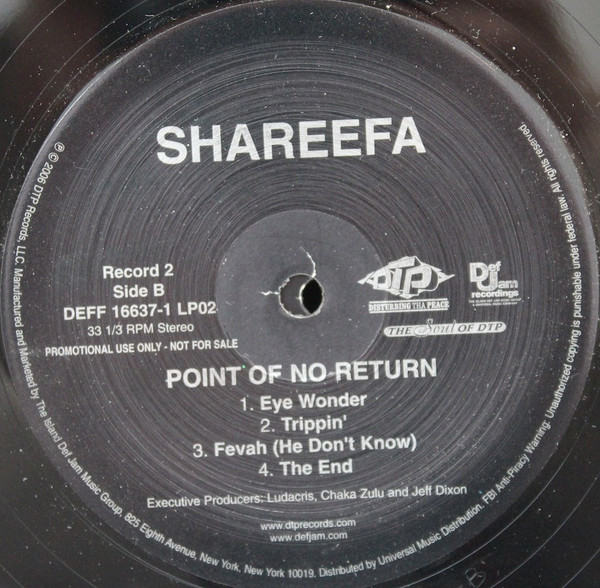 SHAREEFA
Record 2
Side B
DEFF 16637-1 LP02
33 1/3 RPM Stereo
PROMOTIONAL USE ONLY - NOT FOR SALE
DTP
DISTURBING THA PEACE
Def Jam
recordings
THE Soul OF DTP
POINT OF NO RETURN
1. Eye Wonder
2. Trippin'
3. Fevah (He Don't Know)
4. The End
Executive Producers: Ludacris, Chaka Zulu and Jeff Dixon
www.dtprecords.com
www.defjam.com
℗ © 2006 DTP Records, LLC. Manufactured and Marketed by The Island Def Jam Music Group, 825 Eighth Avenue, New York, New York 10019. Distributed by Universal Music Distribution. FBI Anti-Piracy Warning: Unauthorized copying is punishable under federal law. All rights reserved.